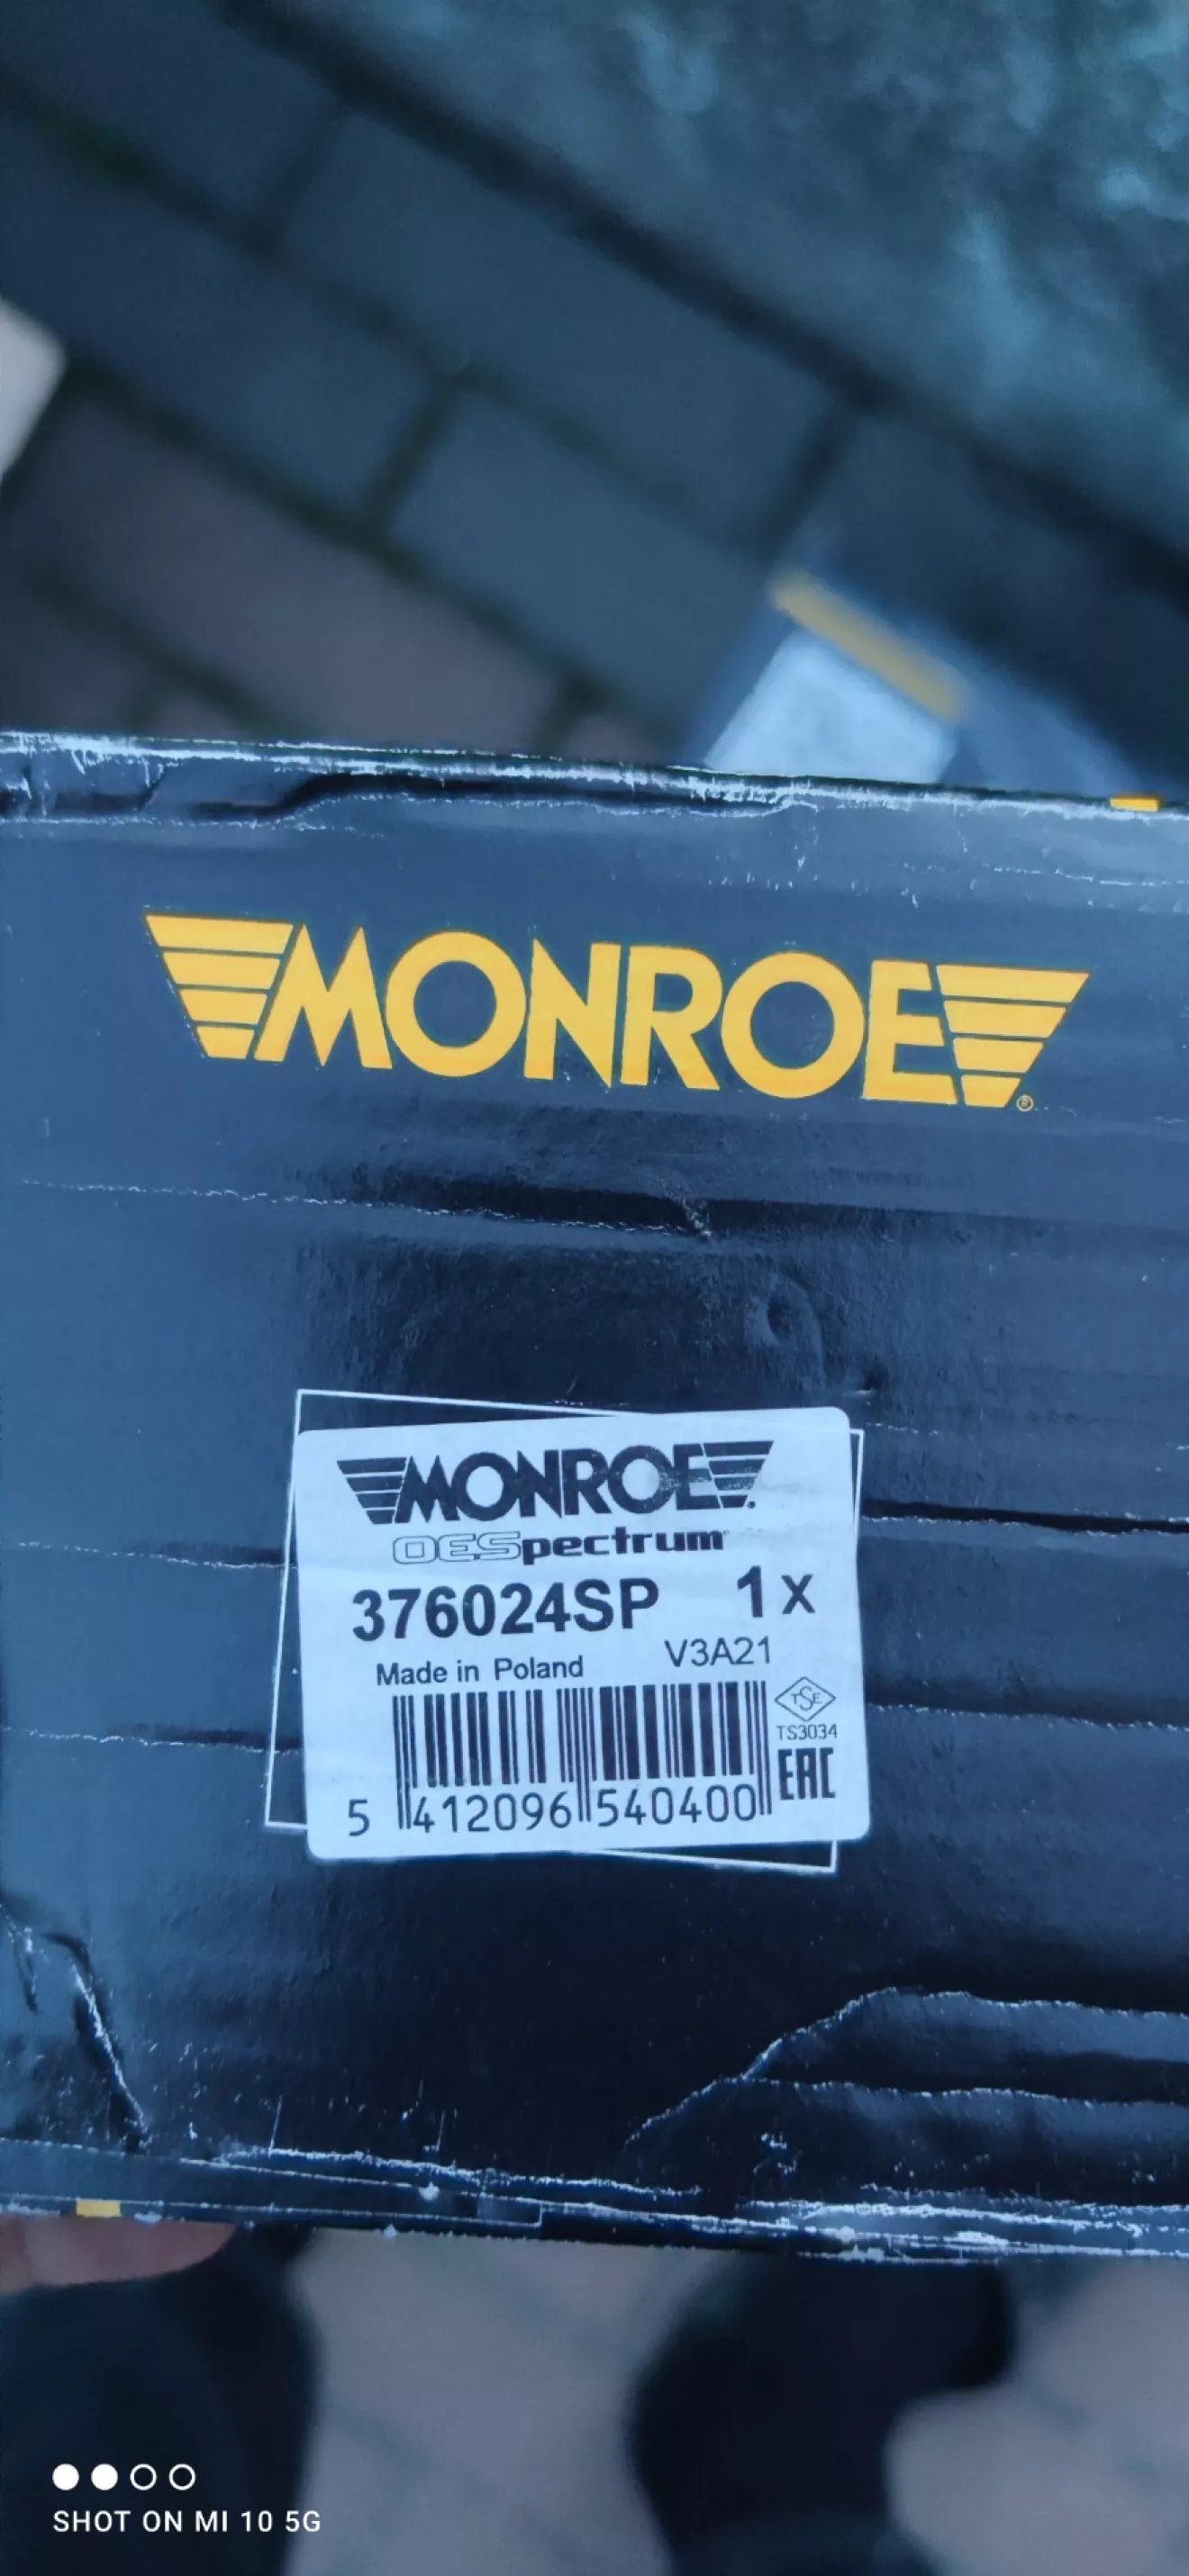 MONROE®
MONROE
OESpectrum
376024SP 1x
Made in Poland V3A21
TSE
TS3034
EAC
5 412096 540400
SHOT ON MI 10 5G